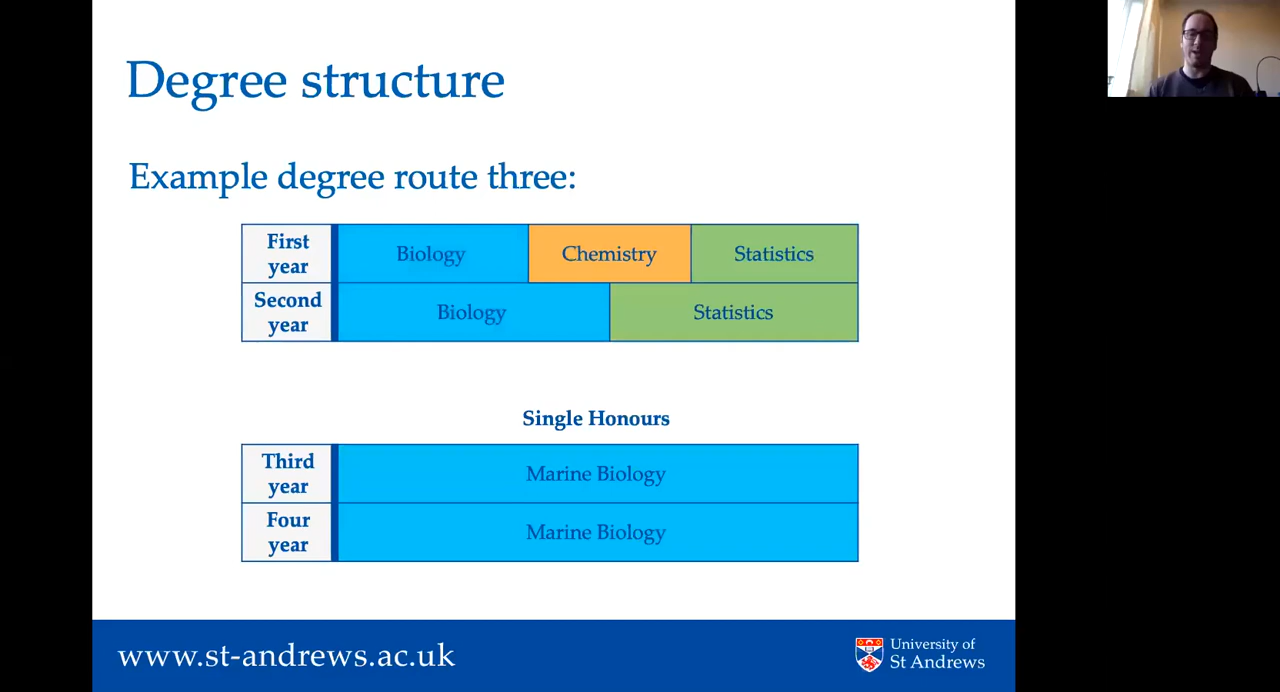 Degree structure
Example degree route three:
First
year
Biology
Chemistry
Statistics
Second
year
Biology
Statistics
Single Honours
Third
year
Marine Biology
Four
year
Marine Biology
www.st-andrews.ac.uk
University of
St Andrews